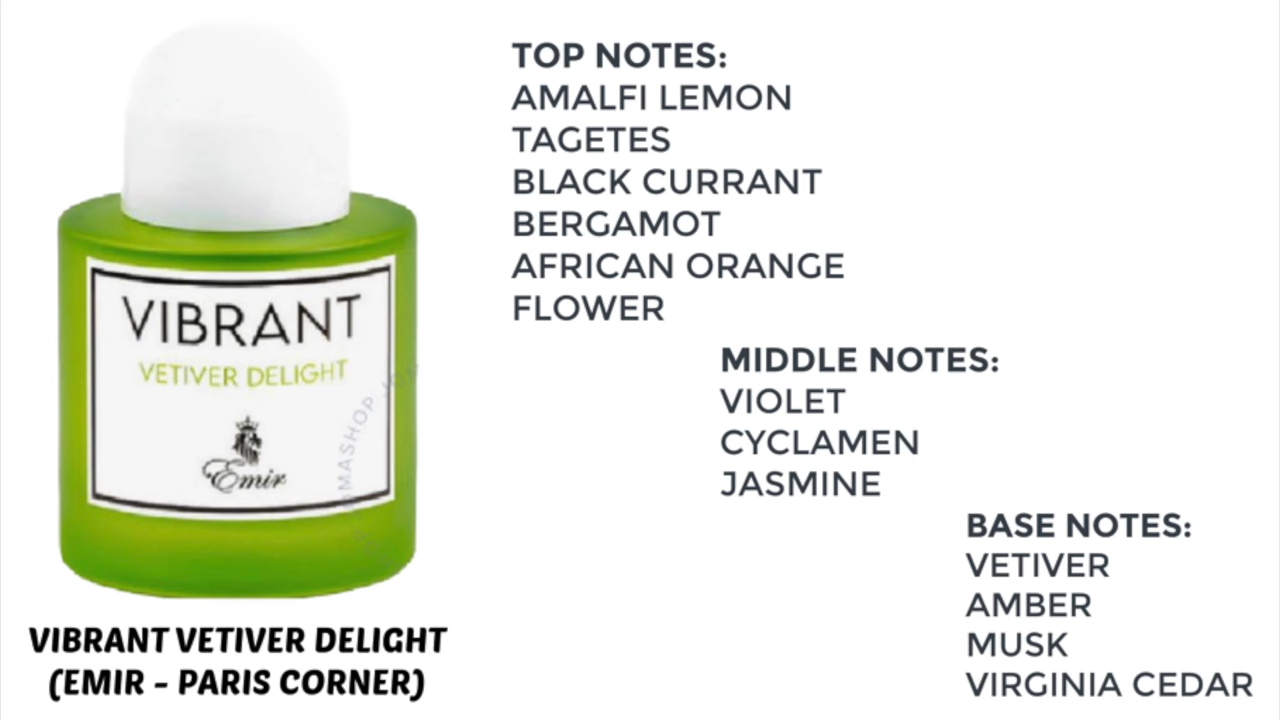 VIBRANT
VETIVER DELIGHT
Emir
VIBRANT VETIVER DELIGHT
(EMIR - PARIS CORNER)
TOP NOTES:
AMALFI LEMON
TAGETES
BLACK CURRANT
BERGAMOT
AFRICAN ORANGE
FLOWER
MIDDLE NOTES:
VIOLET
CYCLAMEN
JASMINE
BASE NOTES:
VETIVER
AMBER
MUSK
VIRGINIA CEDAR